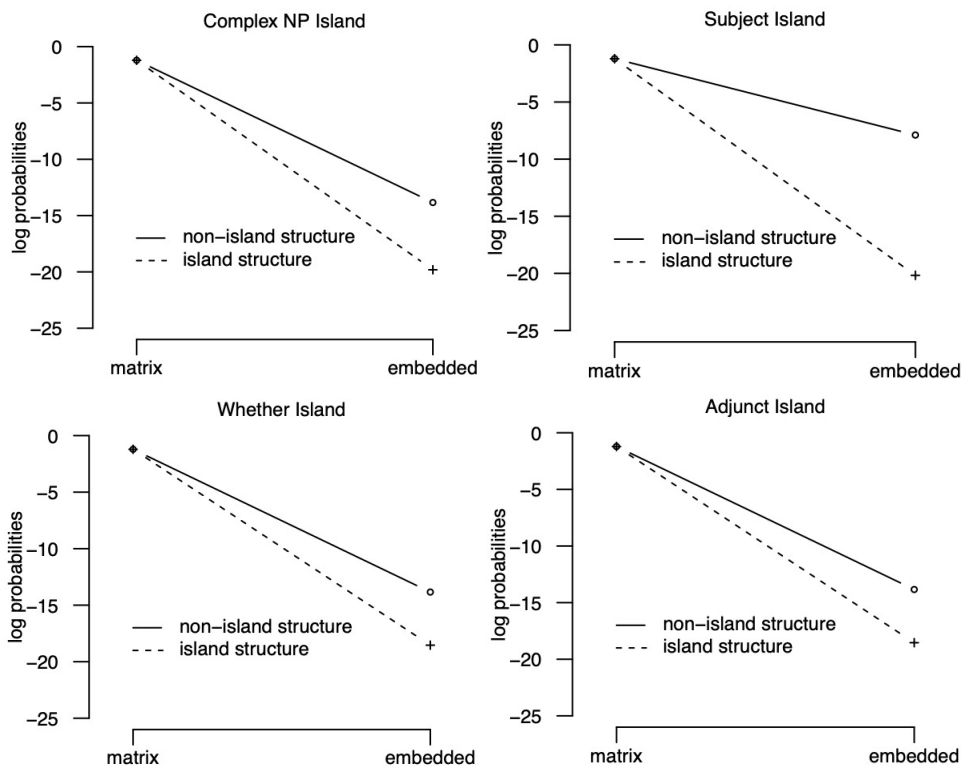 Complex NP Island
log probabilities
0
−5
−10
−15
−20
−25
non−island structure
island structure
matrix
embedded
Subject Island
log probabilities
0
−5
−10
−15
−20
−25
non−island structure
island structure
matrix
embedded
Whether Island
log probabilities
0
−5
−10
−15
−20
−25
non−island structure
island structure
matrix
embedded
Adjunct Island
log probabilities
0
−5
−10
−15
−20
−25
non−island structure
island structure
matrix
embedded